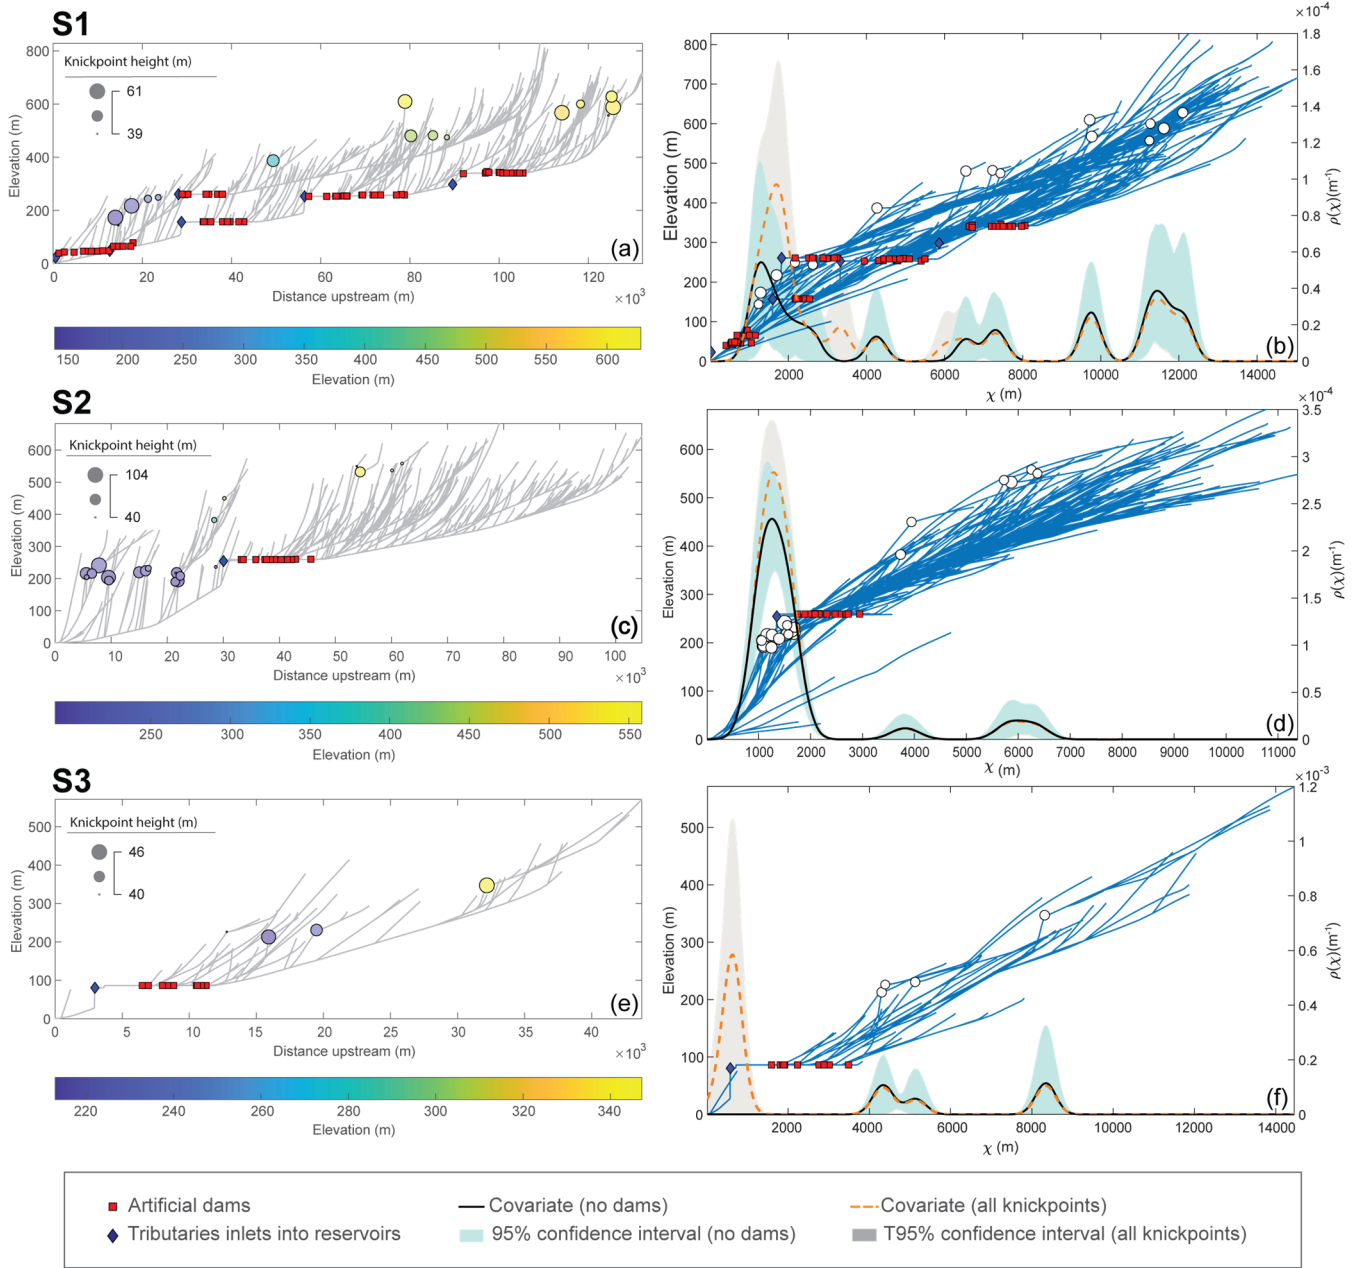 S1
Knickpoint height (m)
61
39
Elevation (m)
800
600
400
200
0
0 20 40 60 80 100 120
Distance upstream (m)
×10³
(a)
150 200 250 300 350 400 450 500 550 600
Elevation (m)
×10⁻⁴
Elevation (m)
800
700
600
500
400
300
200
100
0
2000 4000 6000 8000 10000 12000 14000
χ (m)
1.8
1.6
1.4
1.2
1
0.8
0.6
0.4
0.2
0
ρ(χ)(m⁻¹)
(b)
S2
Knickpoint height (m)
104
40
Elevation (m)
600
500
400
300
200
100
0
0 10 20 30 40 50 60 70 80 90 100
Distance upstream (m)
×10³
(c)
250 300 350 400 450 500 550
Elevation (m)
×10⁻⁴
Elevation (m)
600
500
400
300
200
100
0
1000 2000 3000 4000 5000 6000 7000 8000 9000 10000 11000
χ (m)
3.5
3
2.5
2
1.5
1
0.5
0
ρ(χ)(m⁻¹)
(d)
S3
Knickpoint height (m)
46
40
Elevation (m)
500
400
300
200
100
0
0 5 10 15 20 25 30 35 40
Distance upstream (m)
×10³
(e)
220 240 260 280 300 320 340
Elevation (m)
×10⁻³
Elevation (m)
500
400
300
200
100
0
2000 4000 6000 8000 10000 12000 14000
χ (m)
1.2
1
0.8
0.6
0.4
0.2
0
ρ(χ)(m⁻¹)
(f)
Artificial dams
Covariate (no dams)
Covariate (all knickpoints)
Tributaries inlets into reservoirs
95% confidence interval (no dams)
T95% confidence interval (all knickpoints)